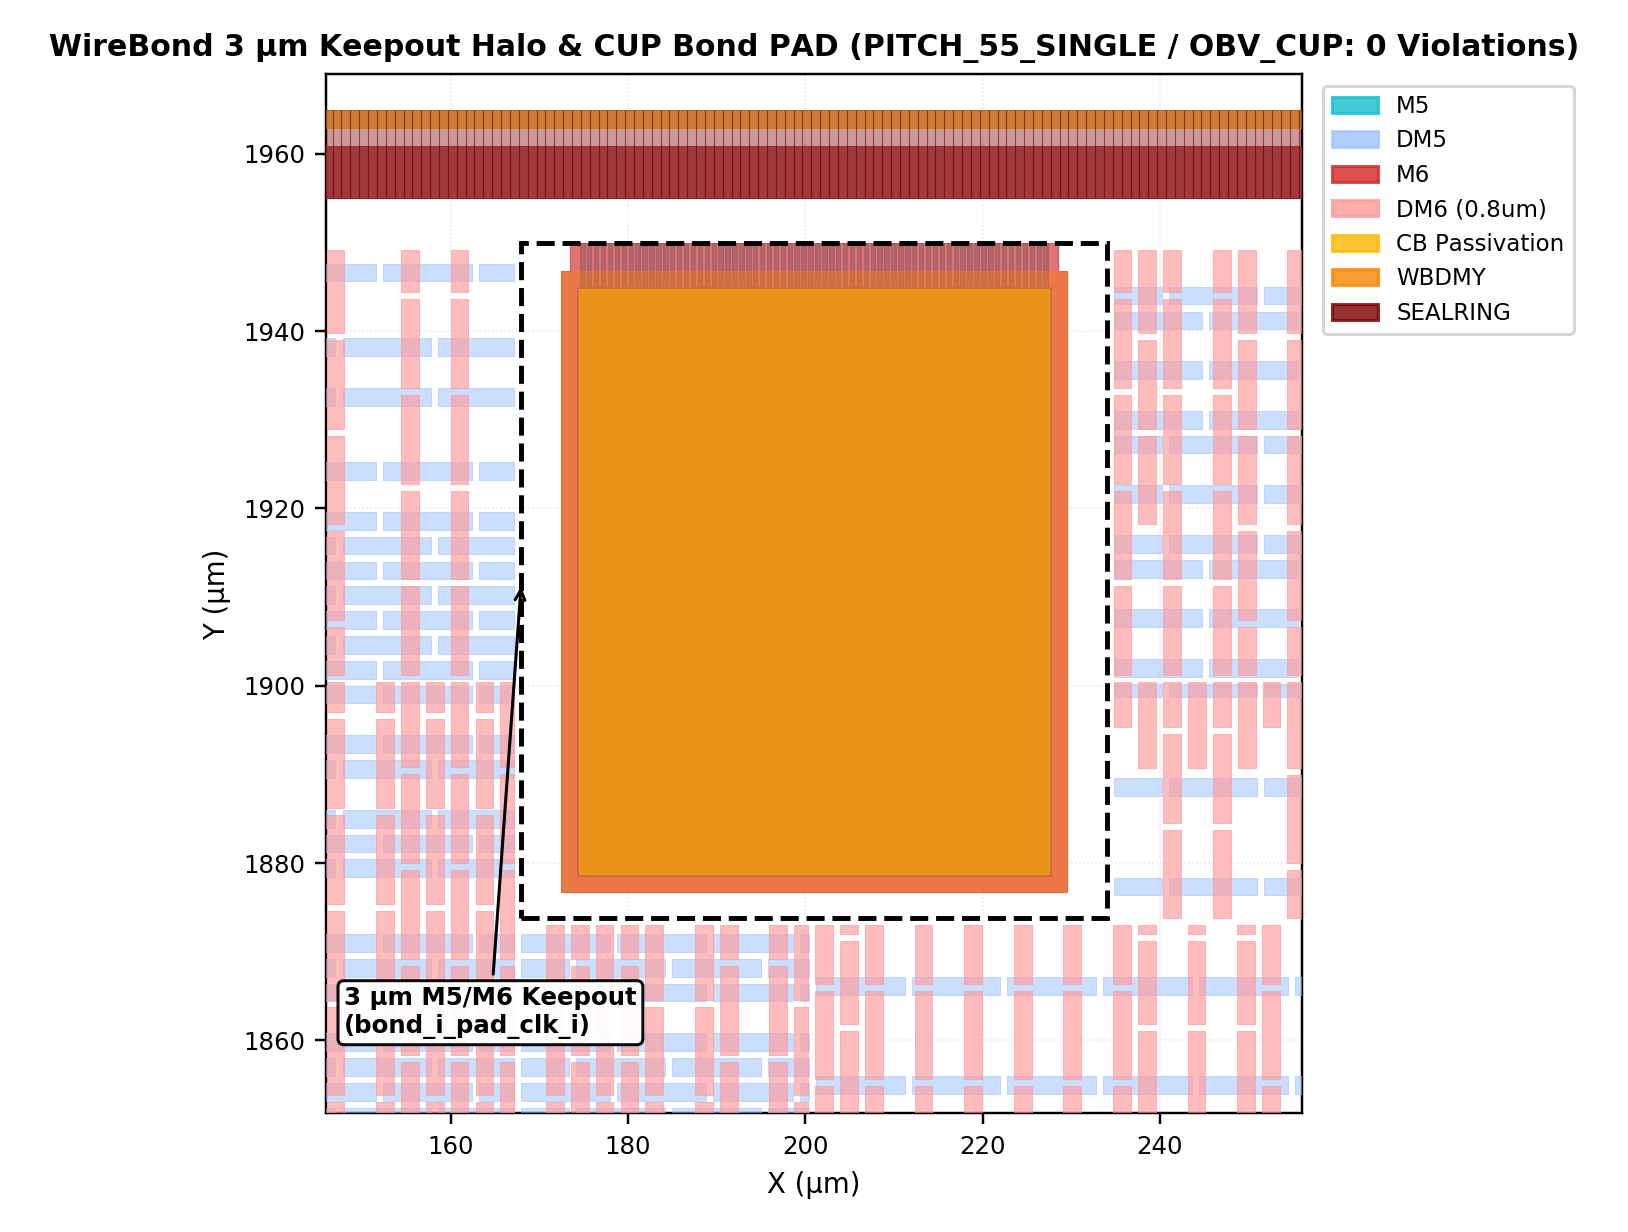 WireBond 3 µm Keepout Halo & CUP Bond PAD (PITCH_55_SINGLE / OBV_CUP: 0 Violations)
M5
DM5
M6
DM6 (0.8um)
CB Passivation
WBDMY
SEALRING
Y (µm)
1960
1940
1920
1900
1880
1860
3 µm M5/M6 Keepout
(bond_i_pad_clk_i)
160
180
200
220
240
X (µm)